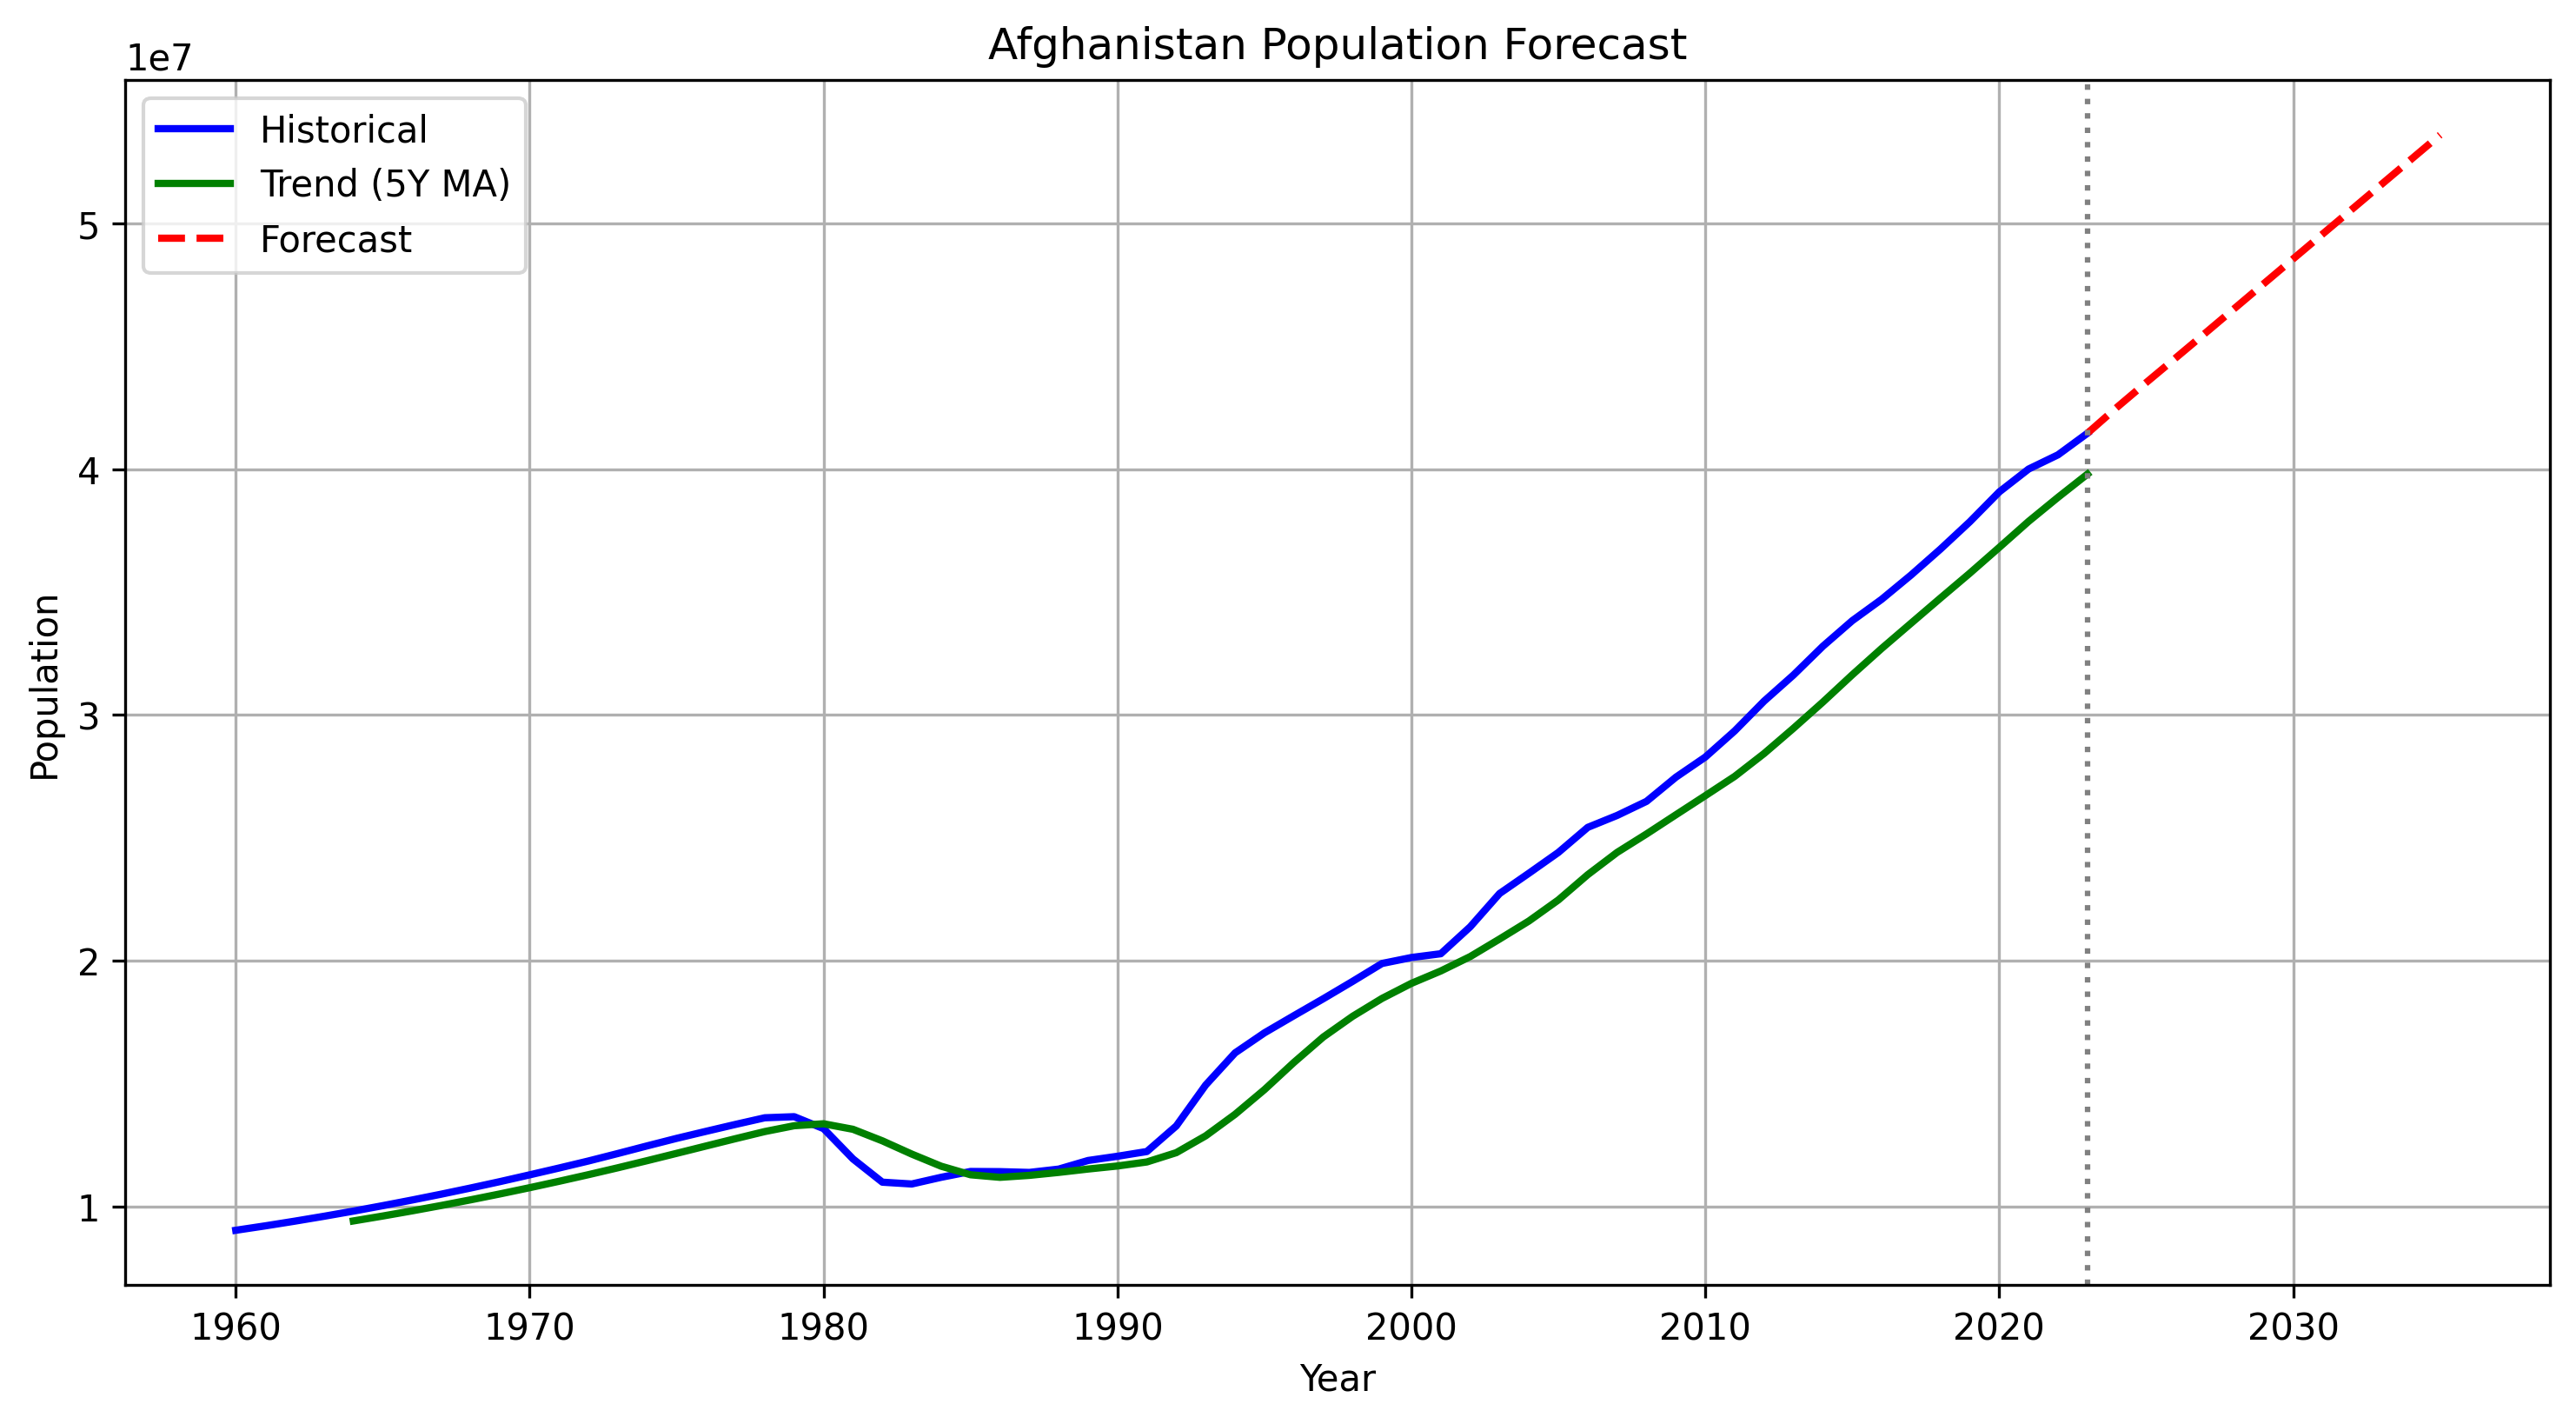 Afghanistan Population Forecast
1e7
Historical
Trend (5Y MA)
Forecast
5
4
3
2
1
Population
1960 1970 1980 1990 2000 2010 2020 2030
Year